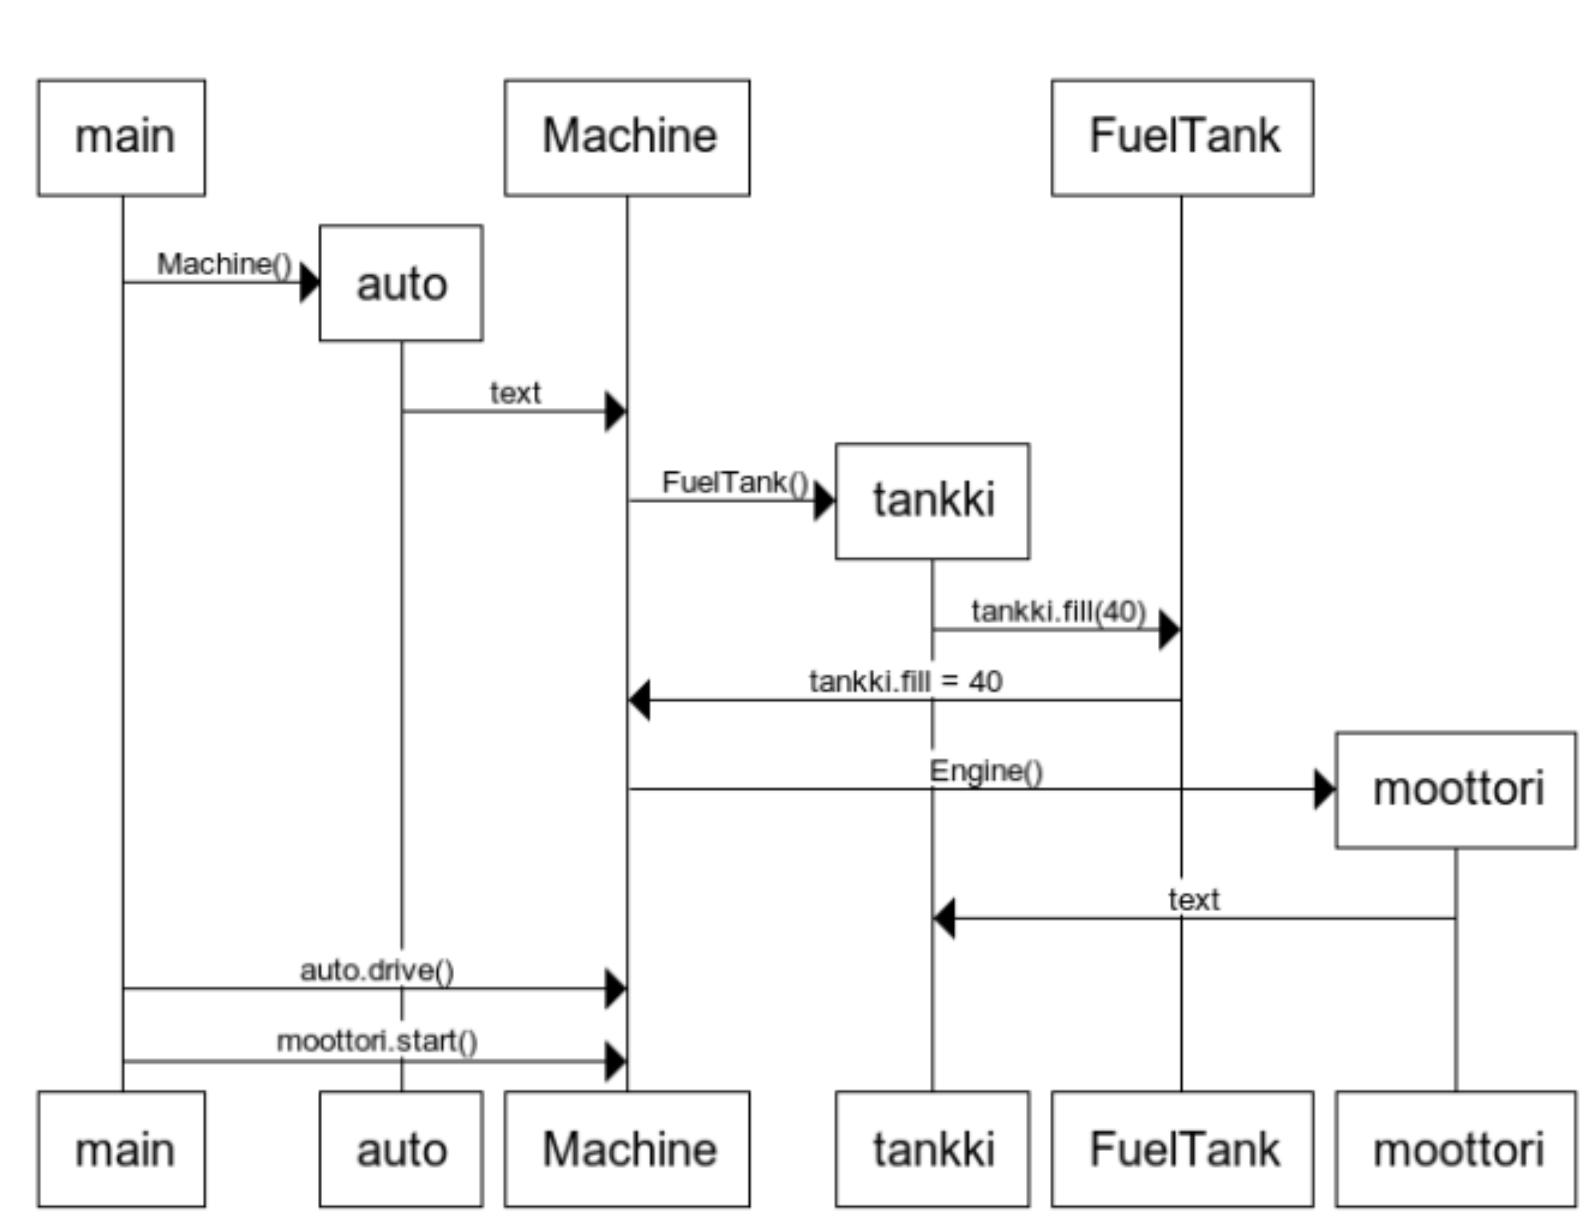 main
Machine
FuelTank
Machine()
auto
text
FuelTank()
tankki
tankki.fill(40)
tankki.fill = 40
Engine()
moottori
text
auto.drive()
moottori.start()
main
auto
Machine
tankki
FuelTank
moottori